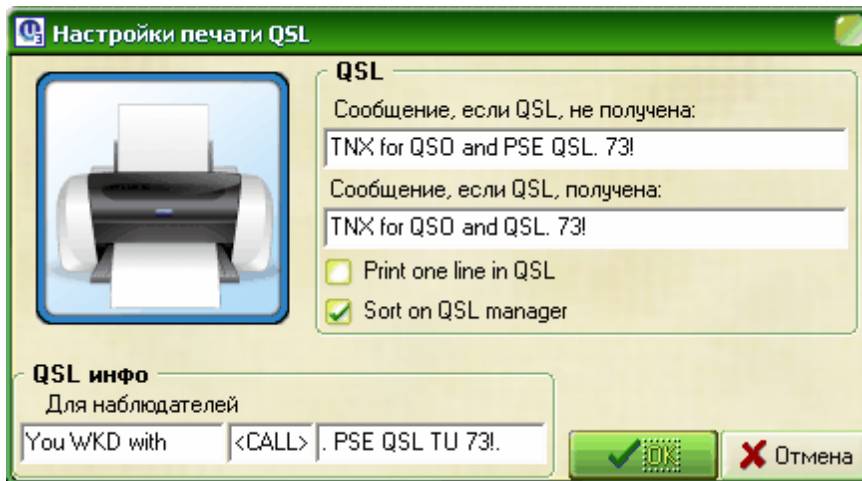 Настройки печати QSL
QSL
Сообщение, если QSL, не получена:
TNX for QSO and PSE QSL. 73!
Сообщение, если QSL, получена:
TNX for QSO and QSL. 73!
Print one line in QSL
Sort on QSL manager
QSL инфо
Для наблюдателей
You WKD with <CALL> . PSE QSL TU 73!.
OK Отмена